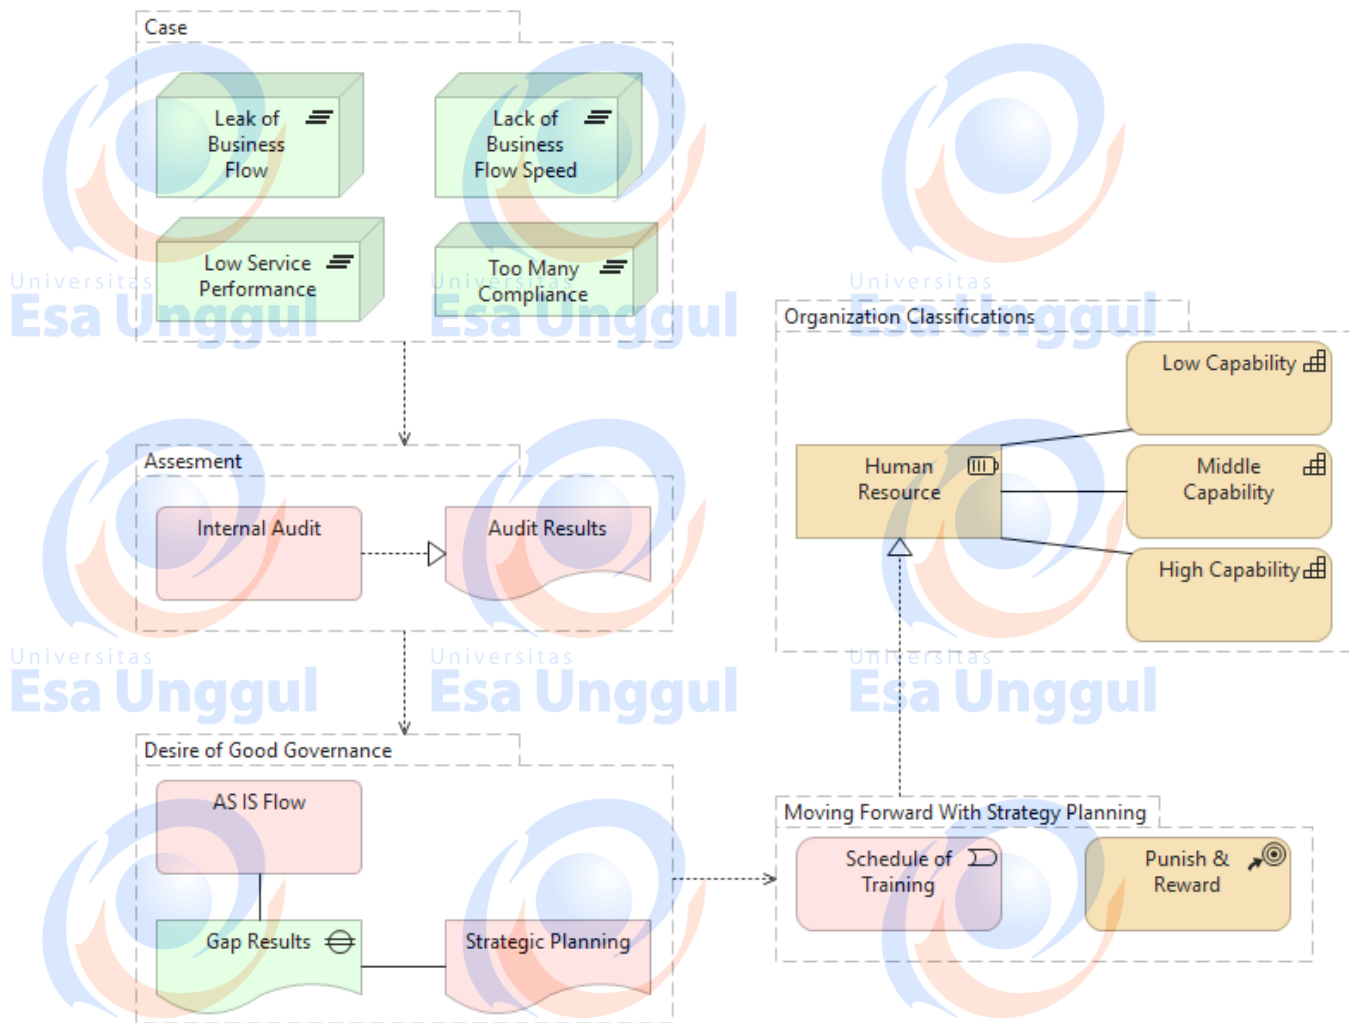 Case
Leak of
Business
Flow
Lack of
Business
Flow Speed
Low Service
Performance
Too Many
Compliance
Universitas
Esa Unggul
Universitas
Esa Unggul
Universitas
Esa Unggul
Organization Classifications
Low Capability
Human
Resource
Middle
Capability
High Capability
Assesment
Internal Audit
Audit Results
Universitas
Esa Unggul
Universitas
Esa Unggul
Universitas
Esa Unggul
Desire of Good Governance
AS IS Flow
Gap Results
Strategic Planning
Moving Forward With Strategy Planning
Schedule of
Training
Punish &
Reward